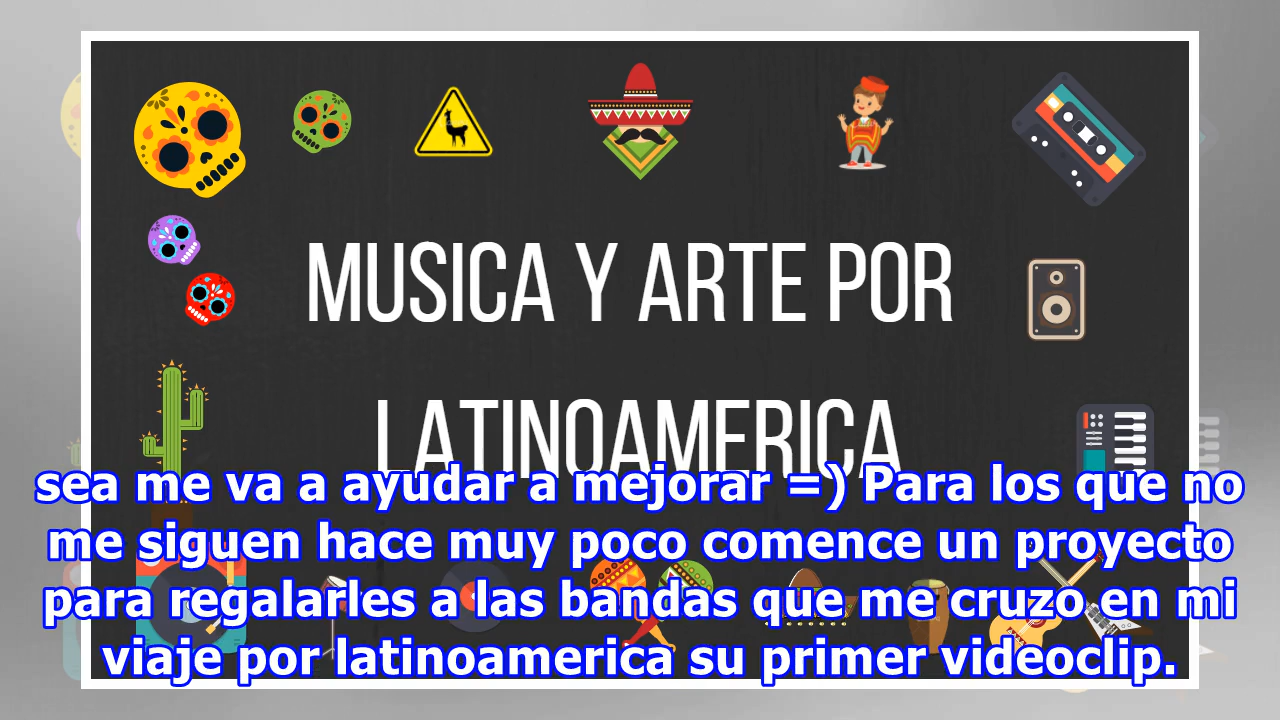 MUSICA Y ARTE POR
LATINOAMERICA
sea me va a ayudar a mejorar =) Para los que no
me siguen hace muy poco comence un proyecto
para regalarles a las bandas que me cruzo en mi
viaje por latinoamerica su primer videoclip.